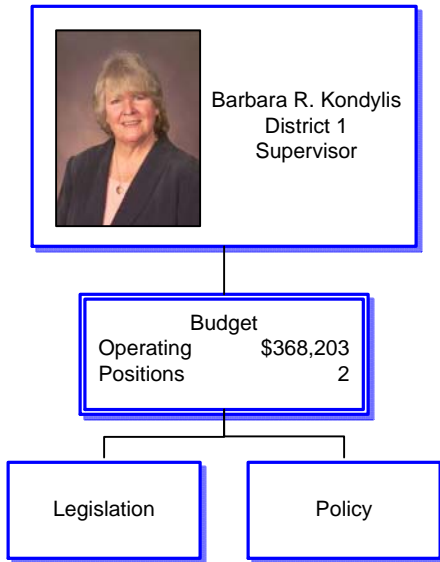 Barbara R. Kondylis
District 1
Supervisor
Budget
Operating $368,203
Positions 2
Legislation
Policy